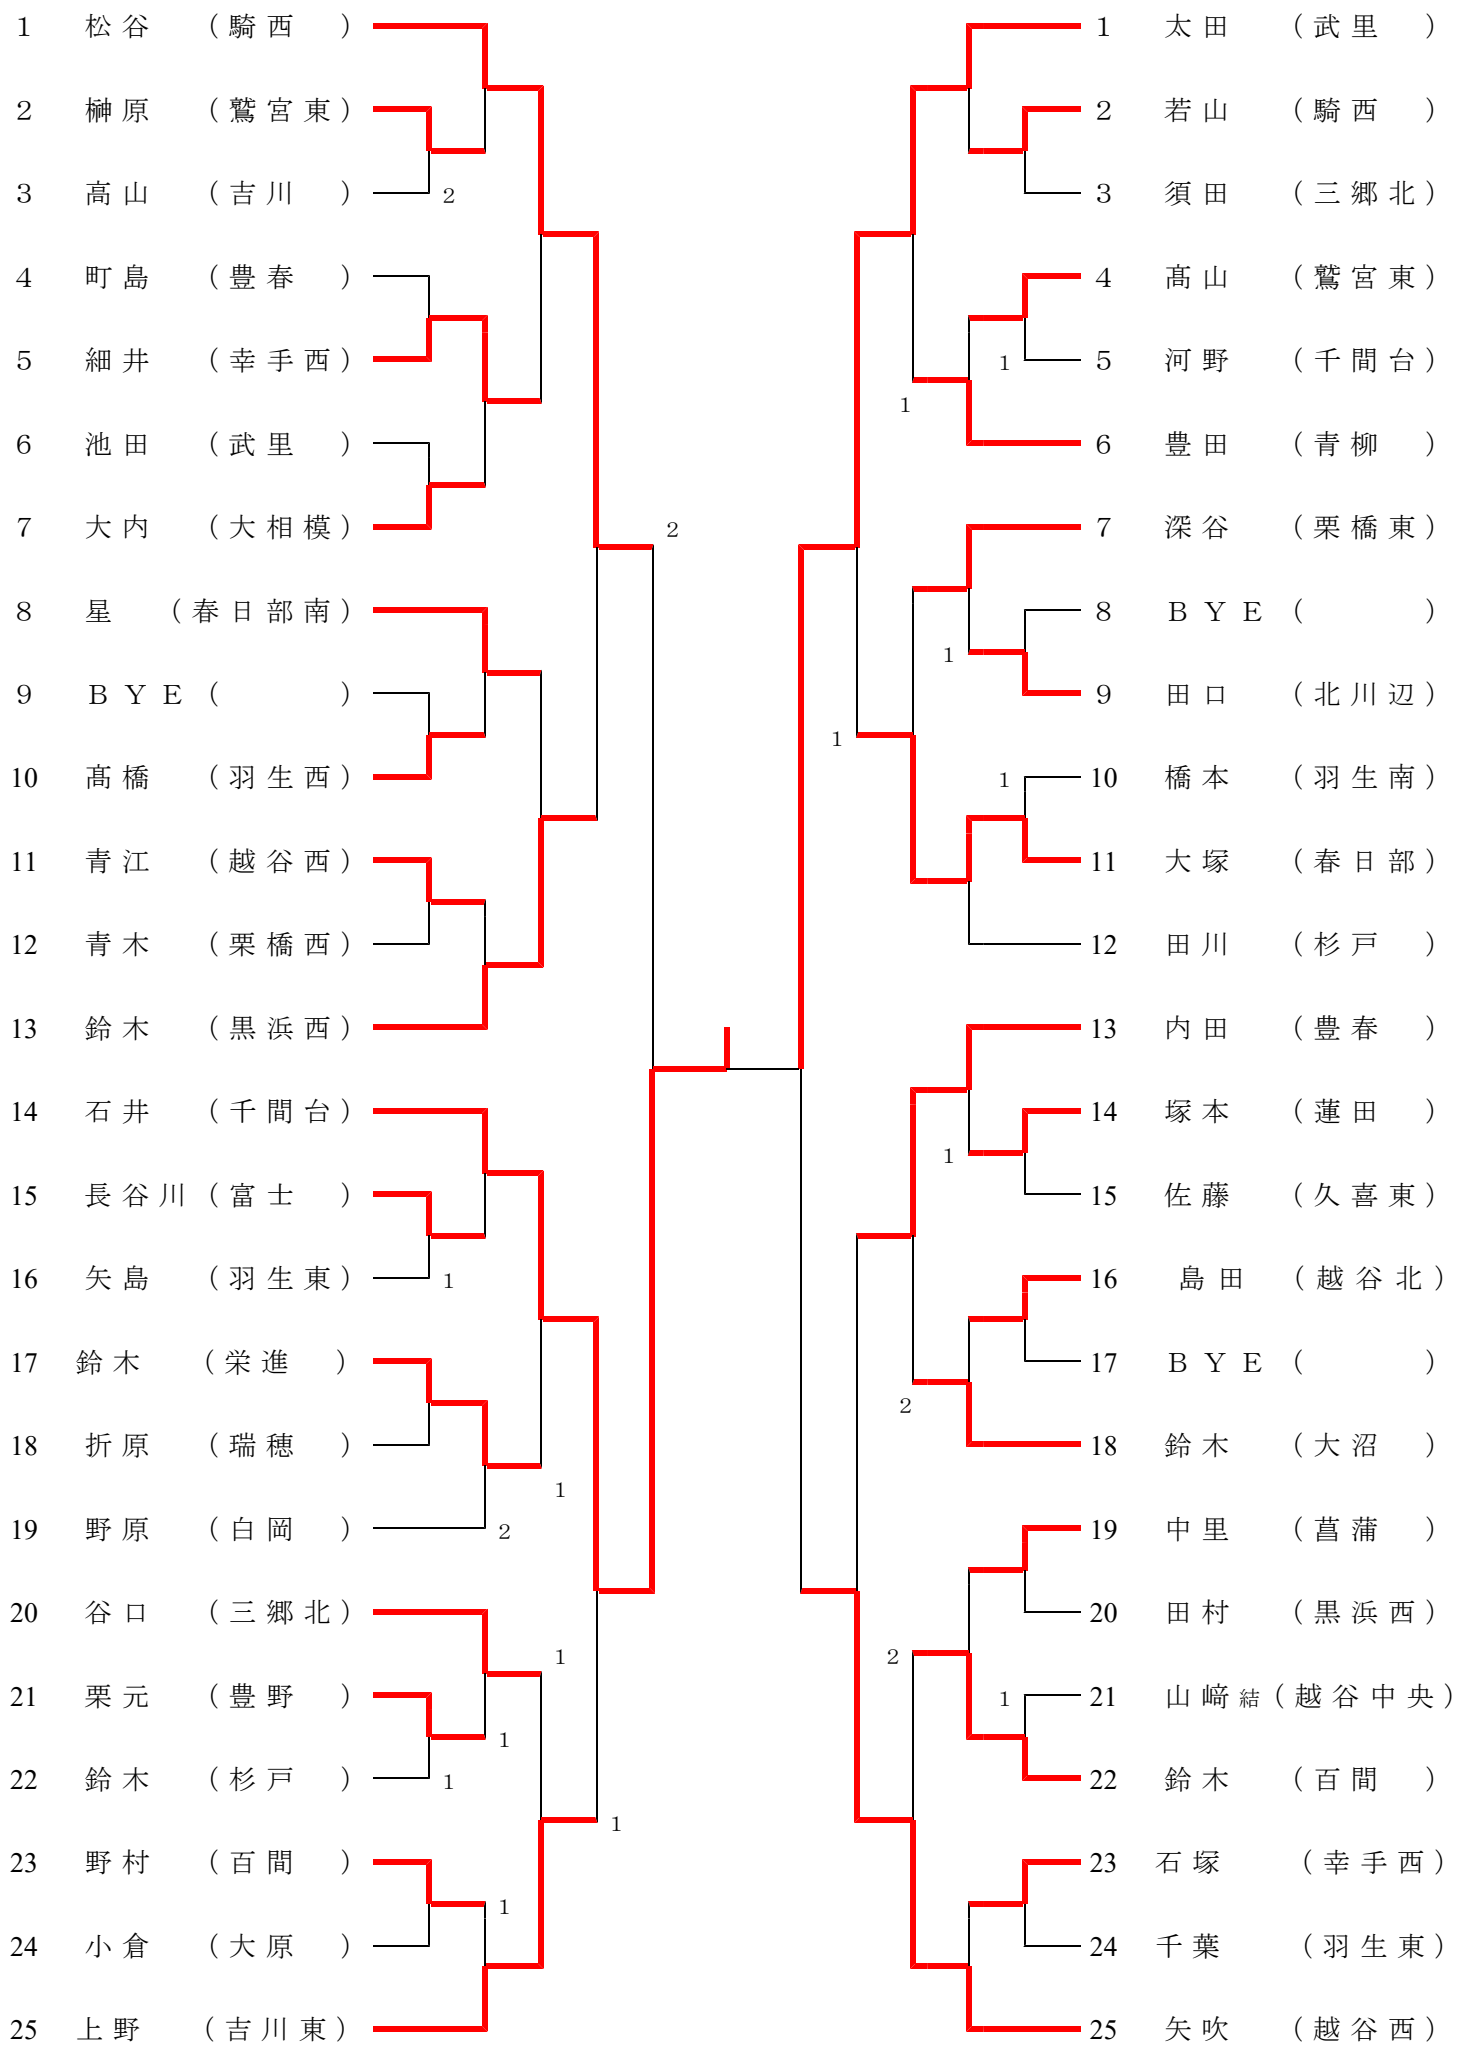 1 松谷 （騎西 ） 1 太田 （武里 ）
2 榊原 （鷲宮東） 2 若山 （騎西 ）
3 高山 （吉川 ） 2 3 須田 （三郷北）
4 町島 （豊春 ） 4 髙山 （鷲宮東）
5 細井 （幸手西） 1 5 河野 （千間台）
1
6 池田 （武里 ） 6 豊田 （青柳 ）
7 大内 （大相模） 2 7 深谷 （栗橋東）
8 星 （春日部南） 8 ＢＹＥ（ ）
1
9 ＢＹＥ（ ） 9 田口 （北川辺）
1
10 髙橋 （羽生西） 1 10 橋本 （羽生南）
11 青江 （越谷西） 11 大塚 （春日部）
12 青木 （栗橋西） 12 田川 （杉戸 ）
13 鈴木 （黒浜西） 13 内田 （豊春 ）
14 石井 （千間台） 14 塚本 （蓮田 ）
1
15 長谷川（富士 ） 15 佐藤 （久喜東）
16 矢島 （羽生東） 1 16 島田 （越谷北）
17 鈴木 （栄進 ） 17 ＢＹＥ（ ）
2
18 折原 （瑞穂 ） 18 鈴木 （大沼 ）
1
19 野原 （白岡 ） 2 19 中里 （菖蒲 ）
20 谷口 （三郷北） 20 田村 （黒浜西）
1 2
21 栗元 （豊野 ） 1 21 山﨑結（越谷中央）
1
22 鈴木 （杉戸 ） 1 22 鈴木 （百間 ）
1
23 野村 （百間 ） 23 石塚 （幸手西）
1
24 小倉 （大原 ） 24 千葉 （羽生東）
25 上野 （吉川東） 25 矢吹 （越谷西）